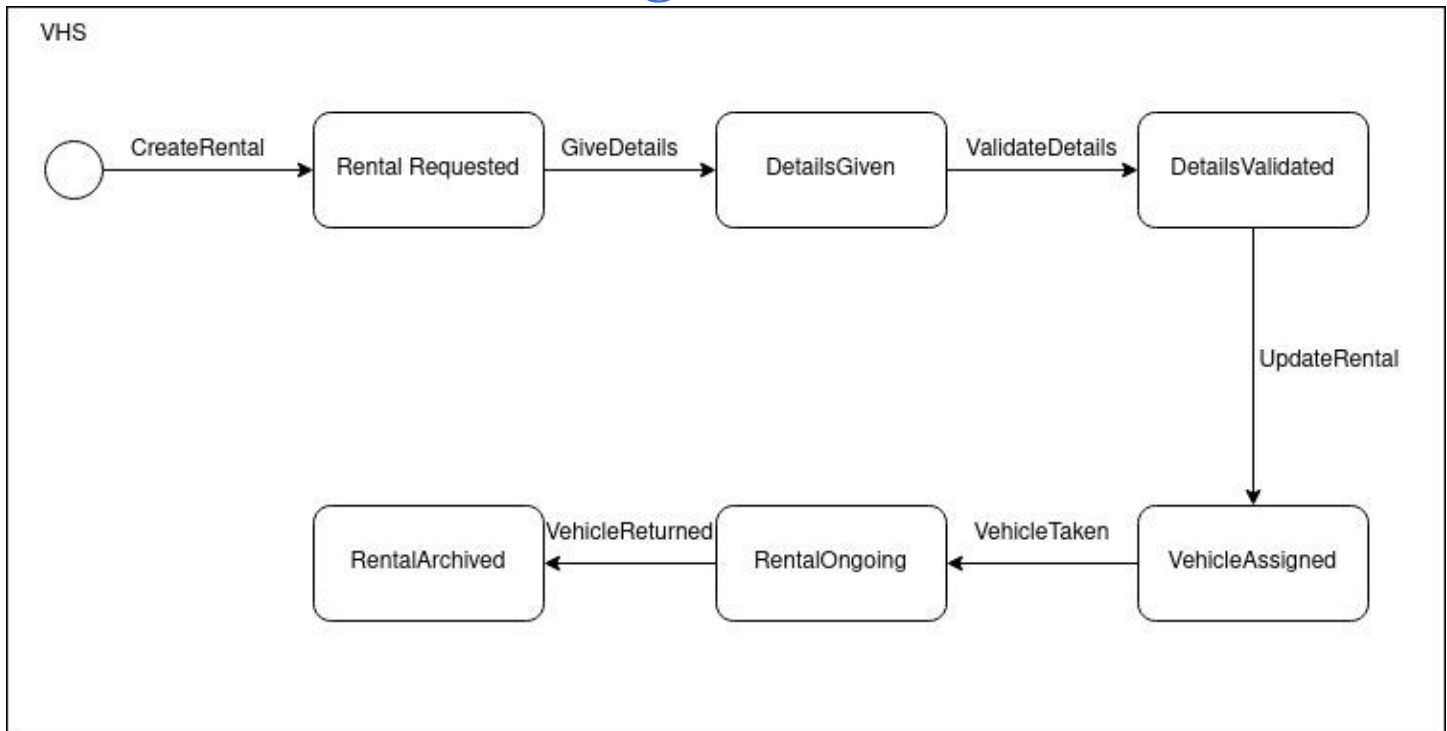 VHS
CreateRental
Rental Requested
GiveDetails
DetailsGiven
ValidateDetails
DetailsValidated
UpdateRental
VehicleAssigned
VehicleTaken
RentalOngoing
VehicleReturned
RentalArchived